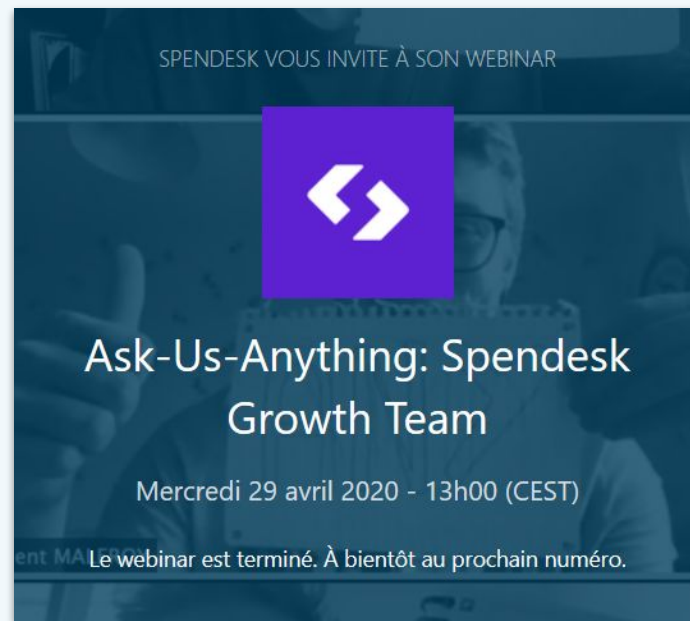 SPENDESK VOUS INVITE À SON WEBINAR
Ask-Us-Anything: Spendesk
Growth Team
Mercredi 29 avril 2020 - 13h00 (CEST)
Le webinar est terminé. À bientôt au prochain numéro.